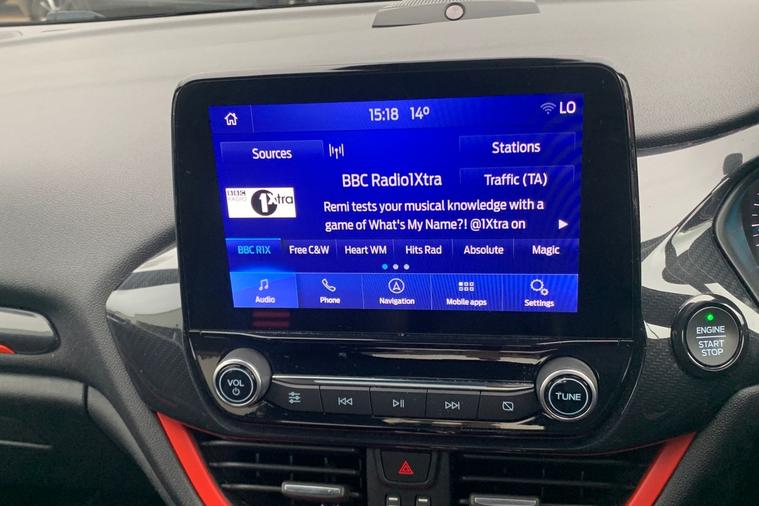 15:18 14° LO
Sources Stations
BBC Radio1Xtra Traffic (TA)
BBC
RADIO 1Xtra
Remi tests your musical knowledge with a
game of What's My Name?! @1Xtra on
BBC R1X Free C&W Heart WM Hits Rad Absolute Magic
Audio Phone Navigation Mobile apps Settings
ENGINE
START
STOP
VOL
TUNE